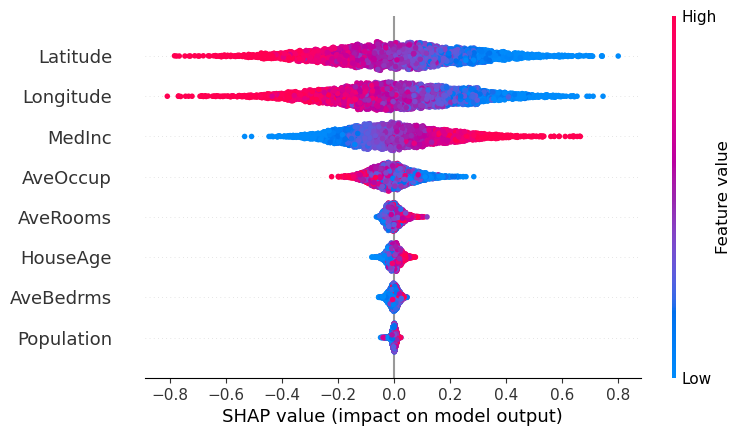 High
Latitude
Longitude
MedInc
AveOccup
AveRooms
HouseAge
AveBedrms
Population
Feature value
Low
−0.8 −0.6 −0.4 −0.2 0.0 0.2 0.4 0.6 0.8
SHAP value (impact on model output)